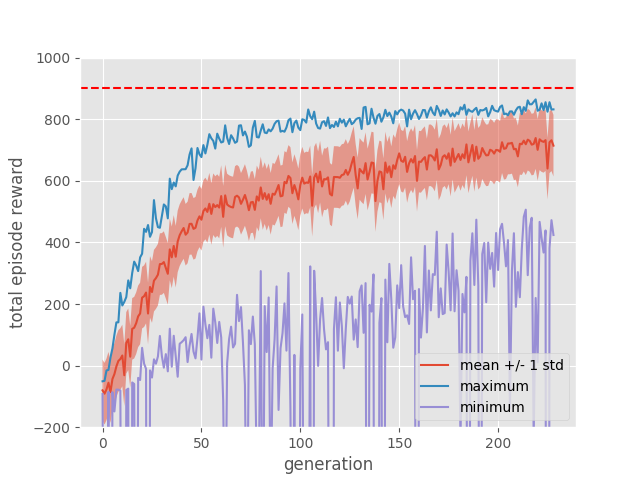 1000
800
600
400
200
0
−200
0
50
100
150
200
total episode reward
generation
mean +/- 1 std
maximum
minimum